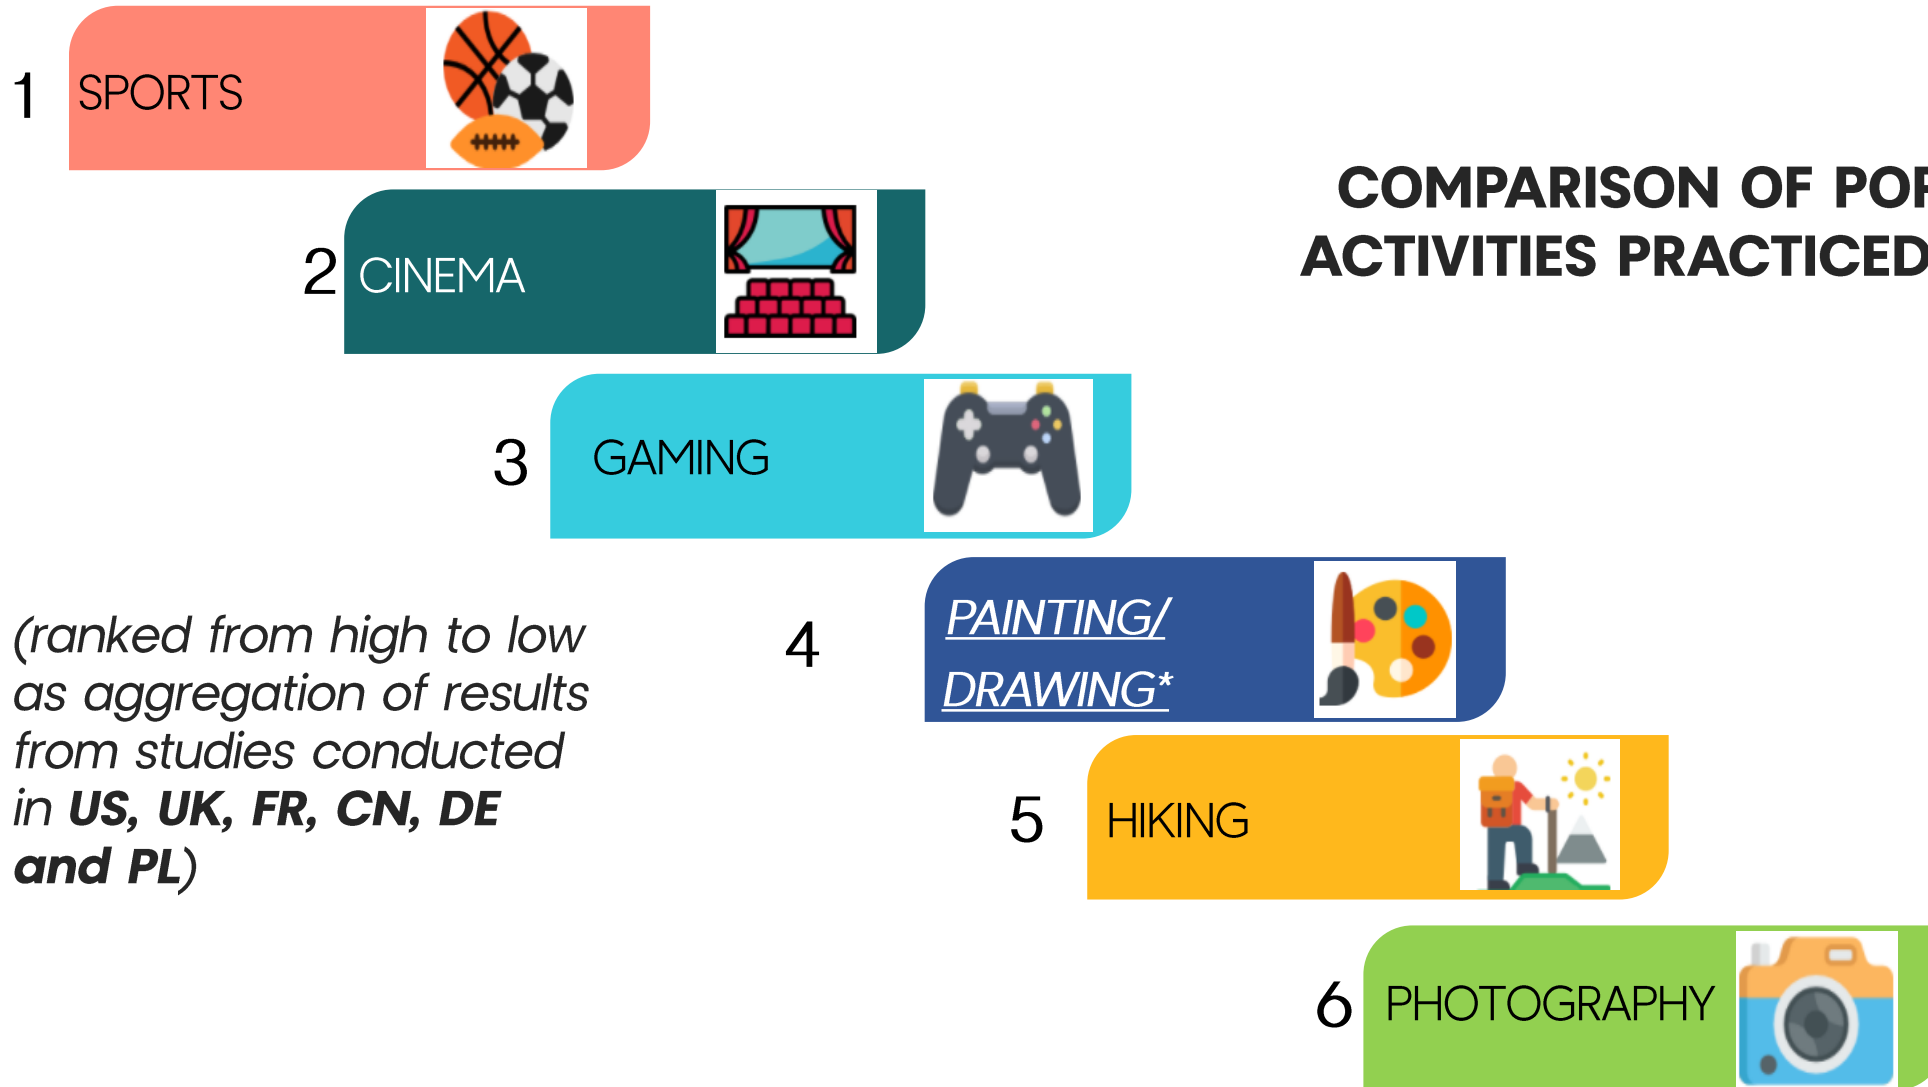 1 SPORTS
COMPARISON OF
ACTIVITIES PRACTICED
2 CINEMA
3 GAMING
4 PAINTING/
DRAWING*
(ranked from high to low
as aggregation of results
from studies conducted
in US, UK, FR, CN, DE
and PL)
5 HIKING
6 PHOTOGRAPHY